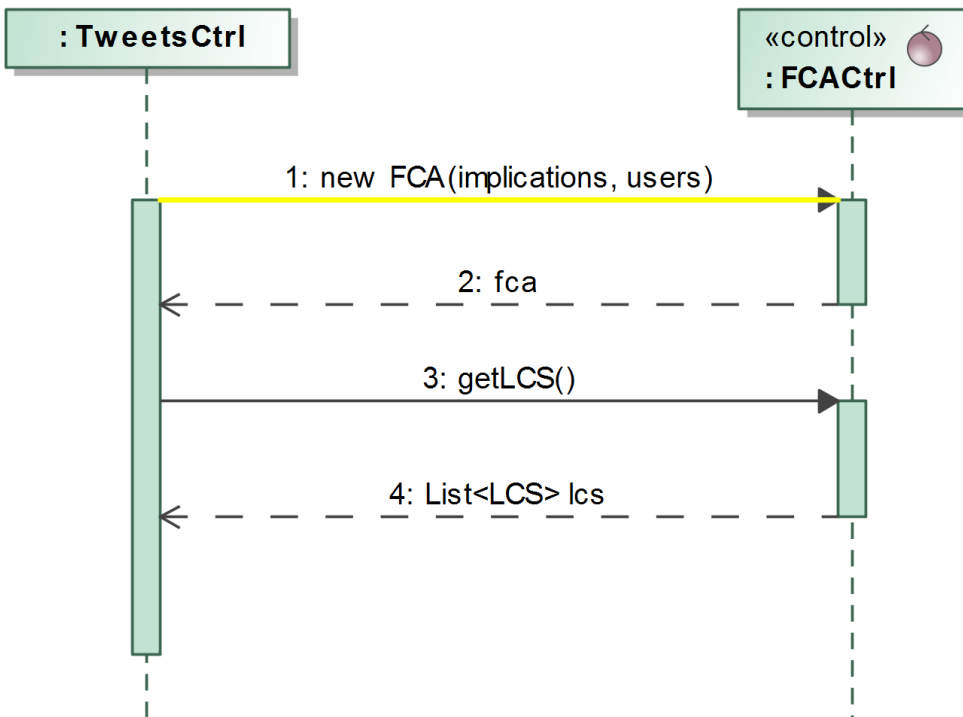 : TweetsCtrl
«control»
: FCACtrl
1: new FCA(implications, users)
2: fca
3: getLCS()
4: List<LCS> lcs